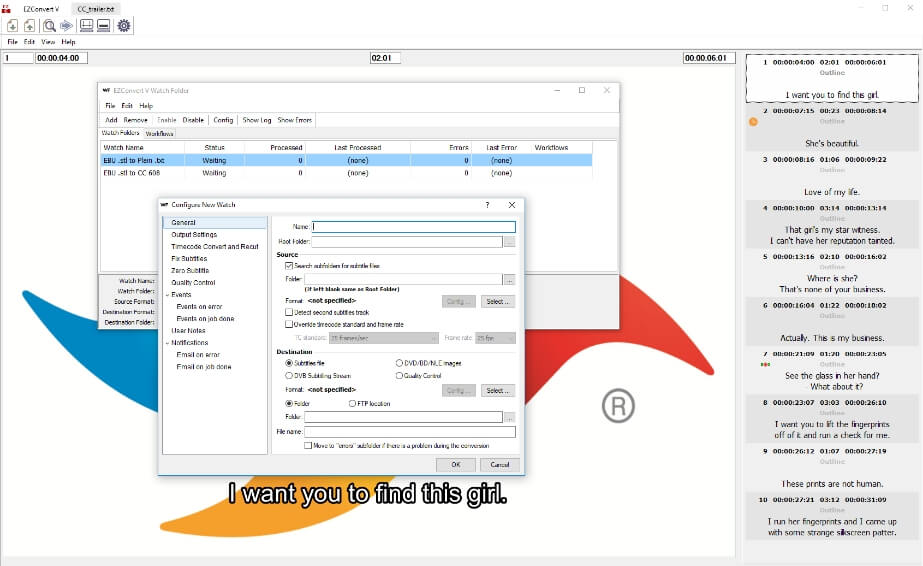 EZConvert V
CC_trailer.txt
File Edit View Help
1 00:00:04:00 02:01 00:00:06:01
EZConvert V Watch Folder
File Edit Help
Add Remove Enable Disable Config Show Log Show Errors
Watch Folders Workflows
Watch Name Status Processed Last Processed Errors Last Error Workflows
EBU .stl to Plain .txt Waiting 0 (none) 0 (none)
EBU .stl to CC 608 Waiting 0 (none) 0 (none)
Watch Name:
Watch Folder:
Source Format:
Destination Format:
Destination Folder:
Configure New Watch
General
Output Settings
Timecode Convert and Recut
Fix Subtitles
Zero Subtitle
Quality Control
Events
Events on error
Events on job done
User Notes
Notifications
Email on error
Email on job done
Name:
Root Folder: ...
Source
Search subfolders for subtitle files
Folder: ...
(if left blank same as Root Folder)
Format: <not specified> Config ... Select ...
Detect second subtitles track
Override timecode standard and frame rate
TC standard: 25 frames/sec Frame rate: 25 fps
Destination
Subtitles file DVD/BD/NLE images
DVB Subtitling Stream Quality Control
Format: <not specified> Config ... Select ...
Folder FTP location
Folder: ...
File name:
Move to "errors" subfolder if there is a problem during the conversion
OK Cancel
®
I want you to find this girl.
1 00:00:04:00 02:01 00:00:06:01
Outline
I want you to find this girl.
2 00:00:07:15 00:23 00:00:08:14
Outline
She's beautiful.
3 00:00:08:16 01:06 00:00:09:22
Outline
Love of my life.
4 00:00:10:00 03:14 00:00:13:14
Outline
That girl's my star witness.
I can't have her reputation tainted.
5 00:00:13:16 02:10 00:00:16:02
Outline
Where is she?
That's none of your business.
6 00:00:16:04 01:22 00:00:18:02
Outline
Actually. This is my business.
7 00:00:21:09 01:20 00:00:23:05
Outline
See the glass in her hand?
- What about it?
8 00:00:23:07 03:03 00:00:26:10
Outline
I want you to lift the fingerprints
off of it and run a check for me.
9 00:00:26:12 01:07 00:00:27:19
Outline
These prints are not human.
10 00:00:27:21 03:12 00:00:31:09
Outline
I run her fingerprints and I came up
with some strange silkscreen patter.